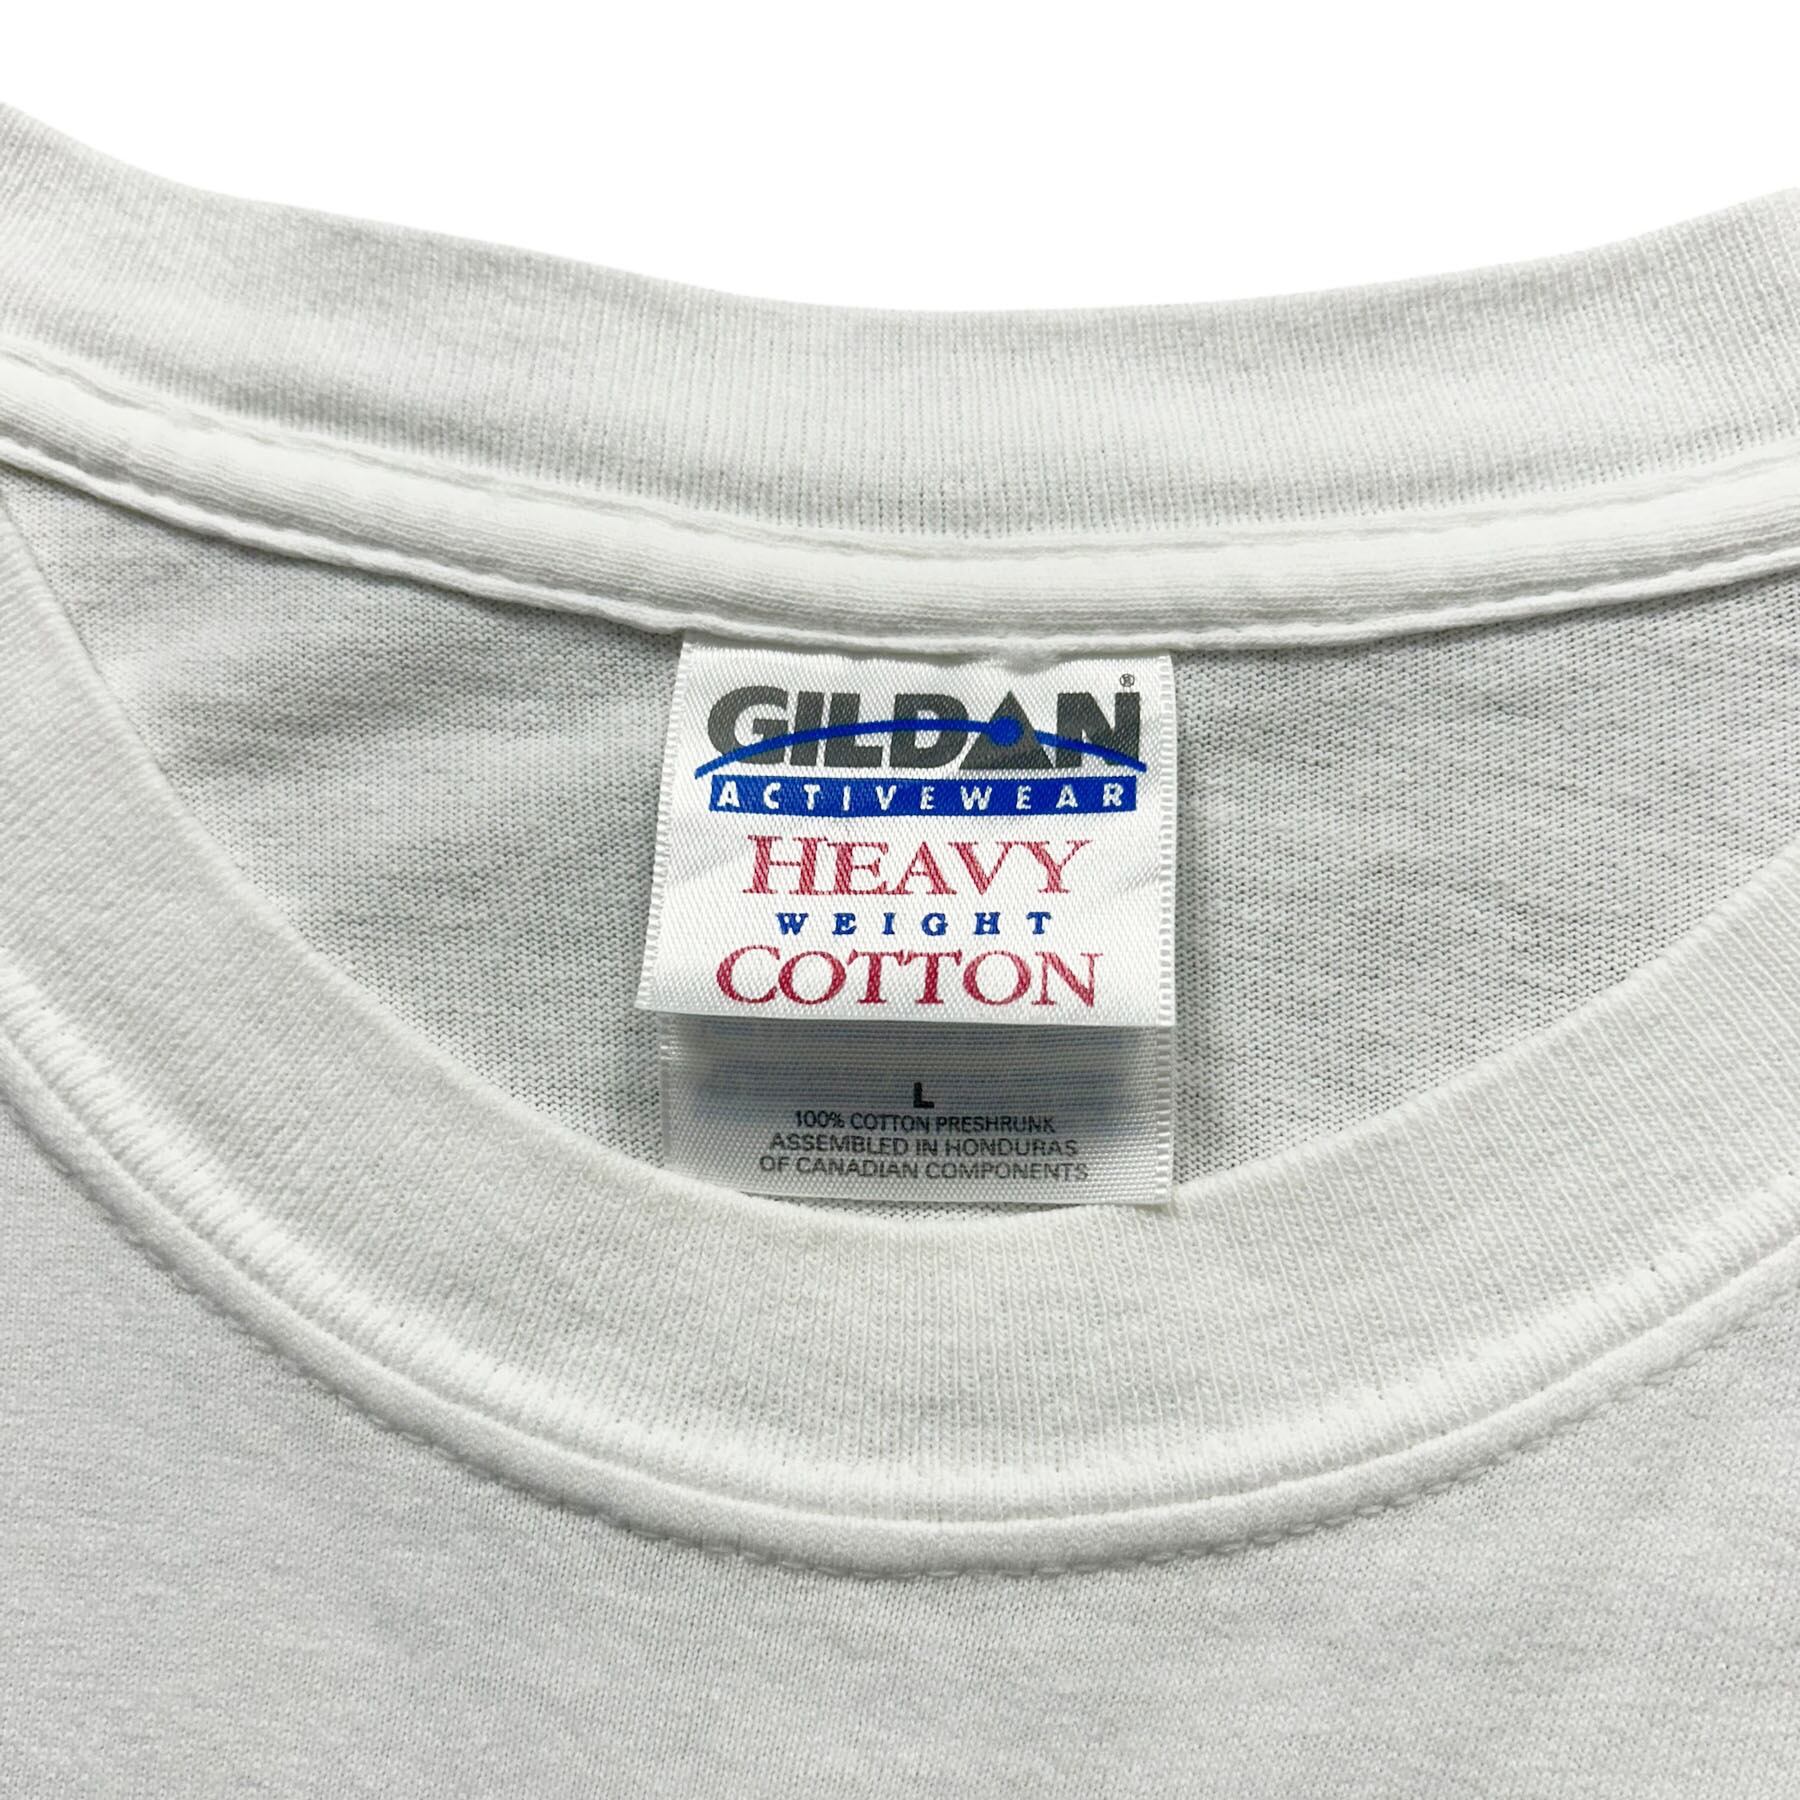 GILDAN®
ACTIVEWEAR
HEAVY
WEIGHT
COTTON
L
100% COTTON PRESHRUNK
ASSEMBLED IN HONDURAS
OF CANADIAN COMPONENTS